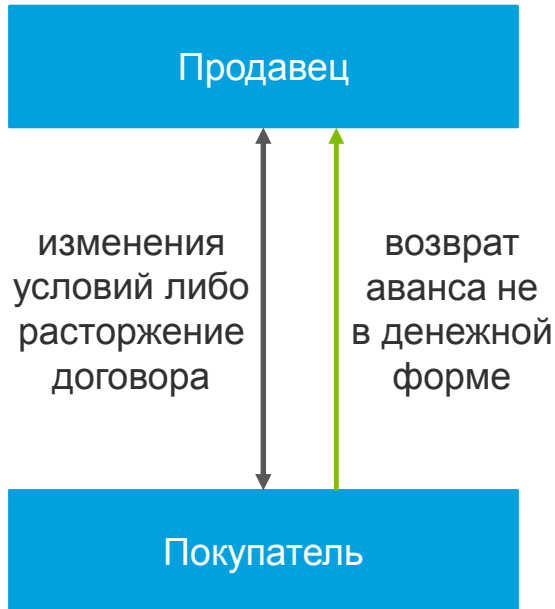 Продавец
изменения
условий либо
расторжение
договора
возврат
аванса не
в денежной
форме
Покупатель